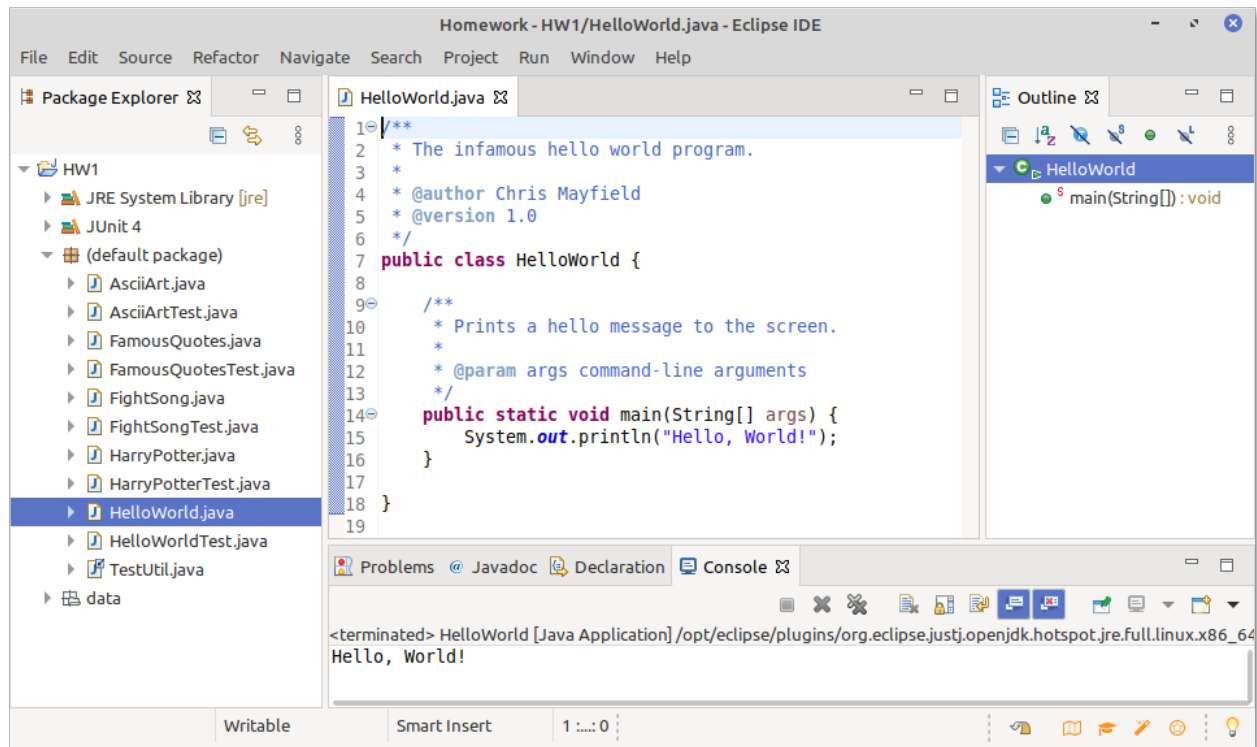 Homework - HW1/HelloWorld.java - Eclipse IDE
File Edit Source Refactor Navigate Search Project Run Window Help
Package Explorer
HW1
JRE System Library [jre]
JUnit 4
(default package)
AsciiArt.java
AsciiArtTest.java
FamousQuotes.java
FamousQuotesTest.java
FightSong.java
FightSongTest.java
HarryPotter.java
HarryPotterTest.java
HelloWorld.java
HelloWorldTest.java
TestUtil.java
data
HelloWorld.java
1 /**
2  * The infamous hello world program.
3  *
4  * @author Chris Mayfield
5  * @version 1.0
6  */
7 public class HelloWorld {
8
9     /**
10      * Prints a hello message to the screen.
11      *
12      * @param args command-line arguments
13      */
14     public static void main(String[] args) {
15         System.out.println("Hello, World!");
16     }
17
18 }
19
Outline
HelloWorld
main(String[]) : void
Problems @ Javadoc Declaration Console
<terminated> HelloWorld [Java Application] /opt/eclipse/plugins/org.eclipse.justj.openjdk.hotspot.jre.full.linux.x86_64
Hello, World!
Writable Smart Insert 1 :...: 0